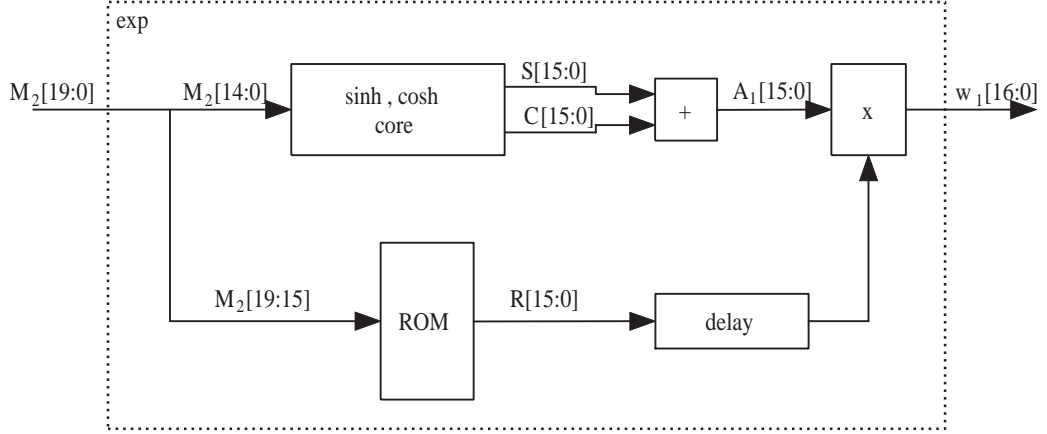 exp
M2[19:0]
M2[14:0]
sinh , cosh
core
S[15:0]
C[15:0]
+
A1[15:0]
x
w1[16:0]
M2[19:15]
ROM
R[15:0]
delay